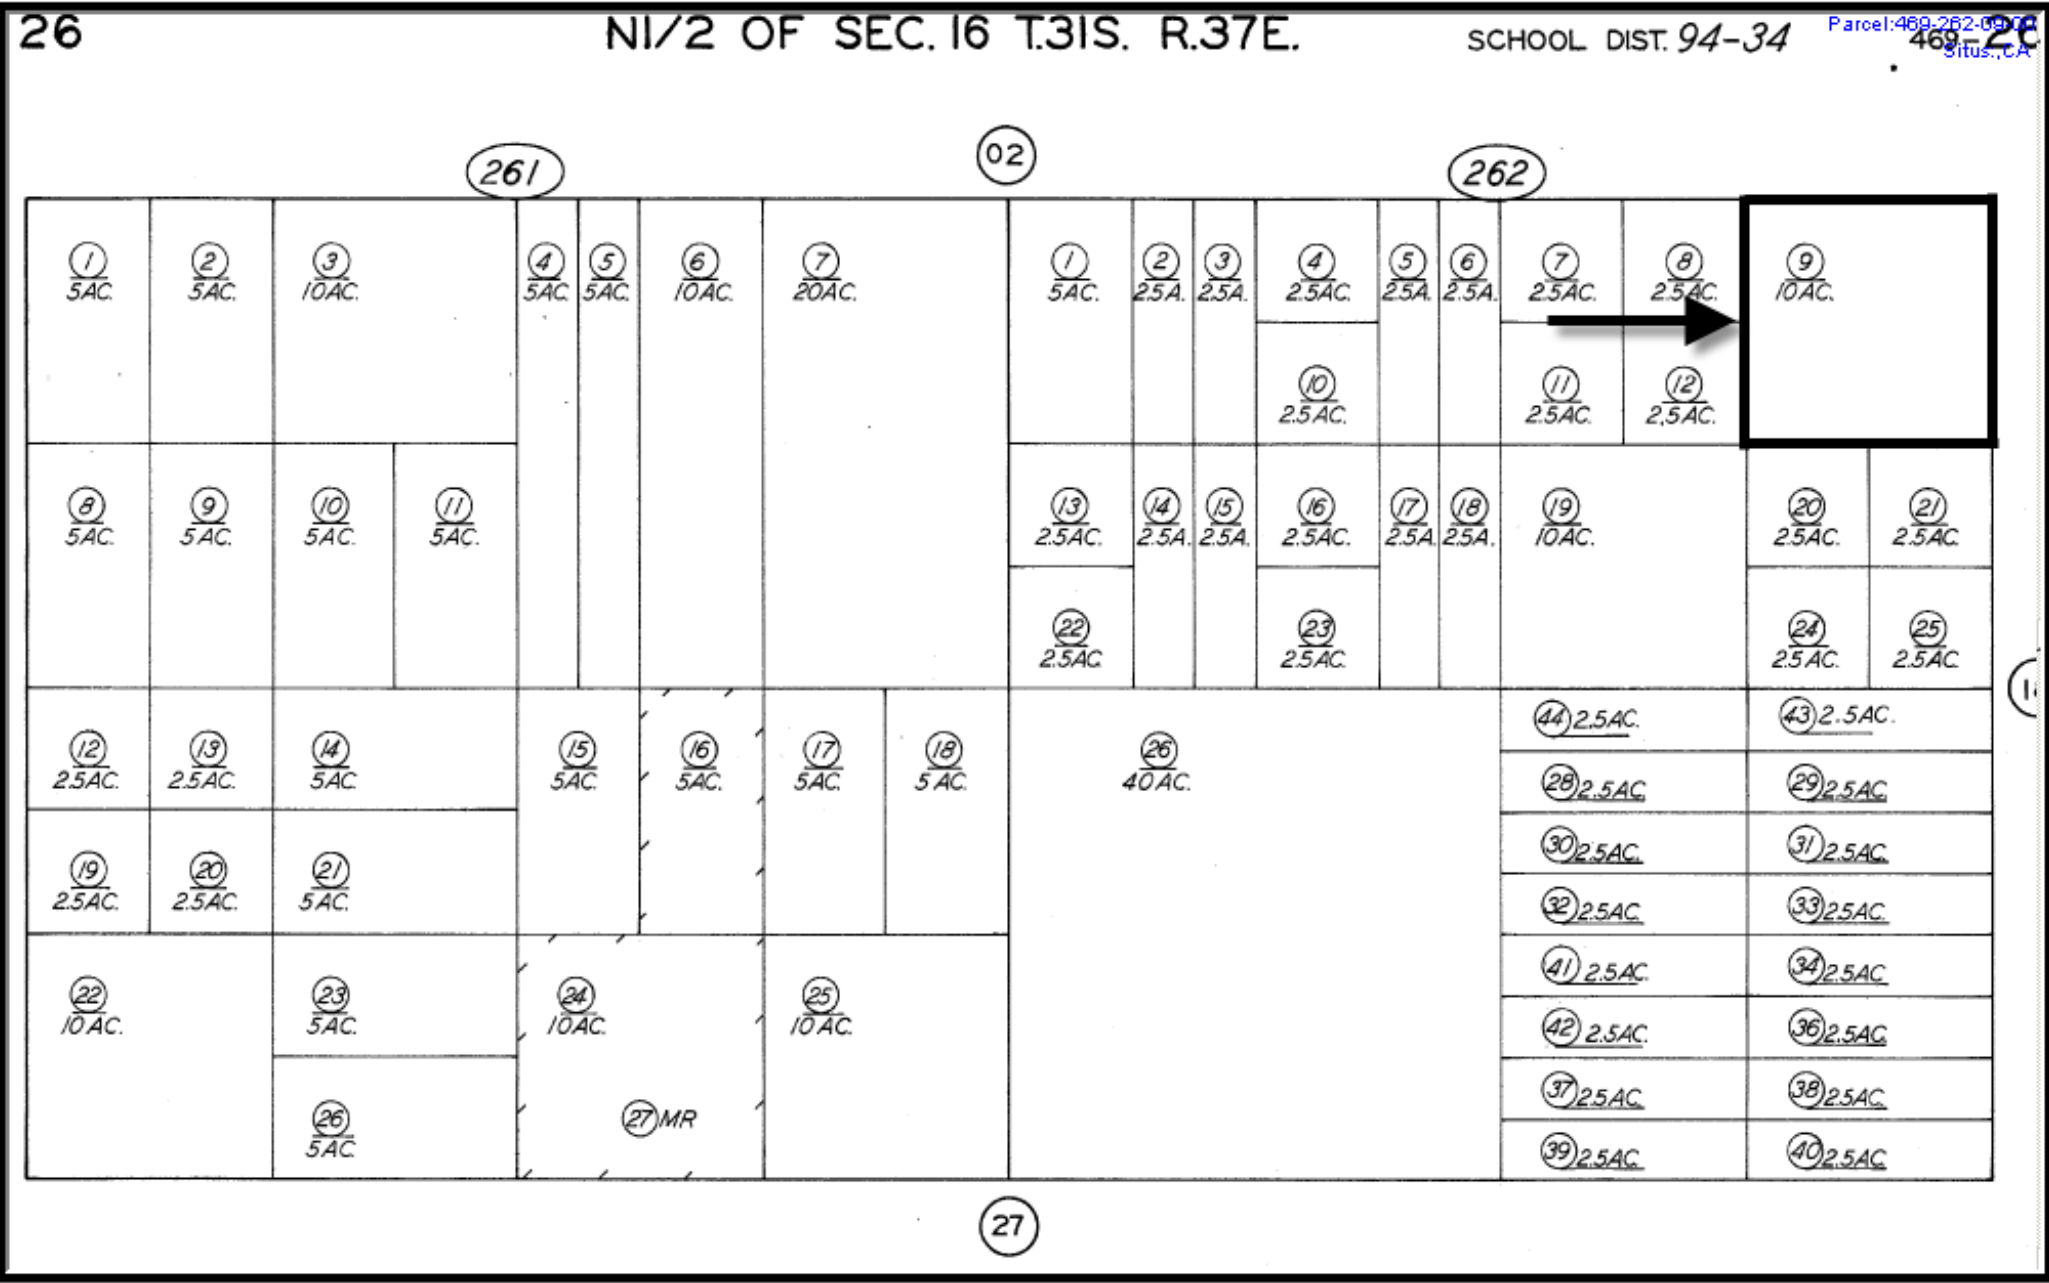 26
N1/2 OF SEC. 16 T.31S. R.37E.
SCHOOL DIST. 94-34
Parcel:469-262-09-00
469-26
Situs:,CA
261
02
262
1
5AC.
2
5AC.
3
10AC.
4
5AC.
5
5AC.
6
10AC.
7
20AC.
1
5AC.
2
2.5A.
3
2.5A.
4
2.5AC.
5
2.5A.
6
2.5A.
7
2.5AC.
8
2.5AC.
9
10AC.
10
2.5AC.
11
2.5AC.
12
2.5AC.
8
5AC.
9
5AC.
10
5AC.
11
5AC.
13
2.5AC.
14
2.5A.
15
2.5A.
16
2.5AC.
17
2.5A.
18
2.5A.
19
10AC.
20
2.5AC.
21
2.5AC.
22
2.5AC
23
2.5AC.
24
2.5AC.
25
2.5AC.
12
2.5AC.
13
2.5AC.
14
5AC.
15
5AC.
16
5AC.
17
5AC.
18
5AC.
26
40AC.
44 2.5AC.
43 2.5AC.
28 2.5AC
29 2.5AC
19
2.5AC.
20
2.5AC.
21
5AC.
30 2.5AC.
31 2.5AC.
32 2.5AC.
33 2.5AC.
22
10AC.
23
5AC.
24
10AC.
25
10AC.
41 2.5AC.
34 2.5AC
42 2.5AC.
36 2.5AC.
26
5AC
27 MR
37 2.5AC.
38 2.5AC.
39 2.5AC.
40 2.5AC
27